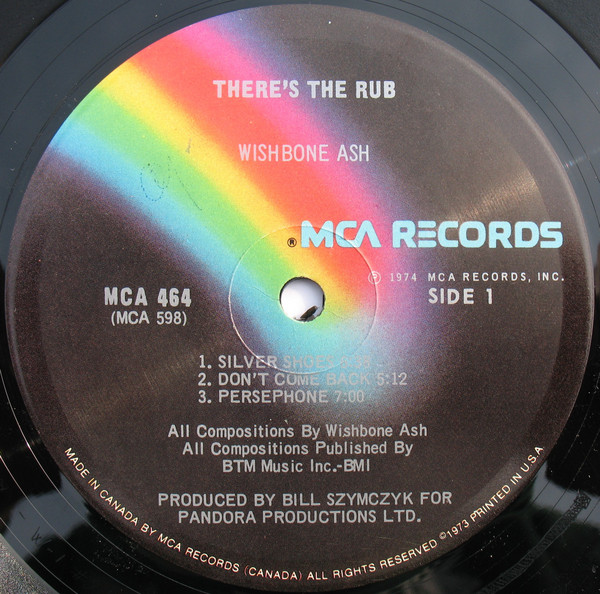 THERE'S THE RUB
WISHBONE ASH
® MCA RECORDS
Ⓟ 1974 MCA RECORDS, INC.
MCA 464
(MCA 598)
SIDE 1
1. SILVER SHOES
2. DON'T COME BACK 5:12
3. PERSEPHONE 7:00
All Compositions By Wishbone Ash
All Compositions Published By
BTM Music Inc.-BMI
PRODUCED BY BILL SZYMCZYK FOR
PANDORA PRODUCTIONS LTD.
MADE IN CANADA BY MCA RECORDS (CANADA) ALL RIGHTS RESERVED ©1973 PRINTED IN U.S.A